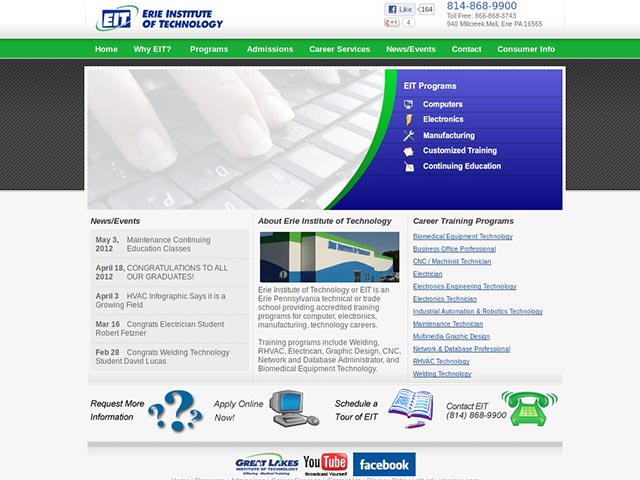 EIT ERIE INSTITUTE
OF TECHNOLOGY
Like 164
+1 4
814-868-9900
Toll Free: 866-868-3743
940 Millcreek Mall, Erie PA 16565
Home Why EIT? Programs Admissions Career Services News/Events Contact Consumer Info
EIT Programs
Computers
Electronics
Manufacturing
Customized Training
Continuing Education
News/Events
May 3, 2012 Maintenance Continuing
Education Classes
April 18, 2012 CONGRATULATIONS TO ALL
OUR GRADUATES!
April 3 HVAC Infographic Says it is a
Growing Field
Mar 16 Congrats Electrician Student
Robert Fetzner
Feb 28 Congrats Welding Technology
Student David Lucas
About Erie Institute of Technology
ERIE INSTITUTE OF TECHNOLOGY
Erie Institute of Technology or EIT is an
Erie Pennsylvania technical or trade
school providing accredited training
programs for computer, electronics,
manufacturing, technology careers.
Training programs include Welding,
RHVAC, Electrican, Graphic Design, CNC,
Network and Database Administrator, and
Biomedical Equipment Technology.
Career Training Programs
Biomedical Equipment Technology
Business Office Professional
CNC / Machinist Technician
Electrician
Electronics Engineering Technology
Electronics Technician
Industrial Automation & Robotics Technology
Maintenance Technician
Multimedia Graphic Design
Network & Database Professional
RHVAC Technology
Welding Technology
Request More
Information
Apply Online
Now!
Schedule a
Tour of EIT
Contact EIT
(814) 868-9900
GREAT LAKES
INSTITUTE OF TECHNOLOGY
Offering Medical Training
YouTube
Broadcast Yourself
facebook